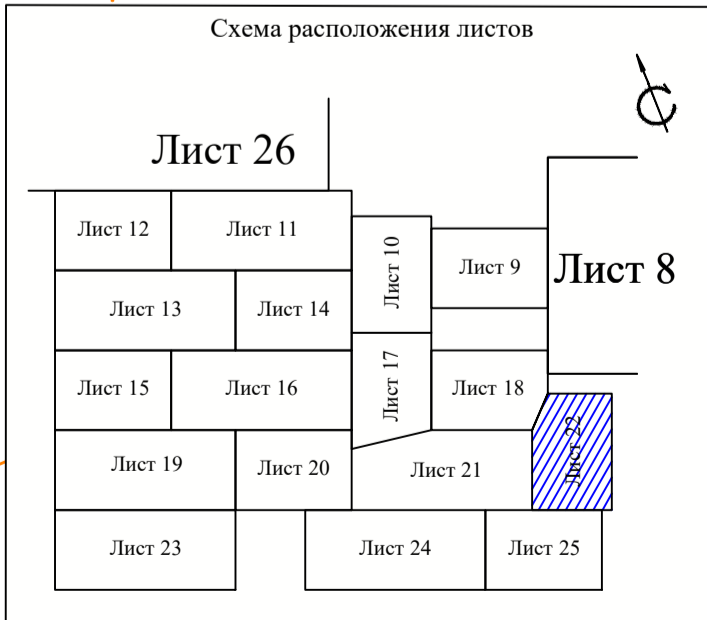 Схема расположения листов
С
Лист 26
Лист 12
Лист 11
Лист 10
Лист 9
Лист 8
Лист 13
Лист 14
Лист 15
Лист 16
Лист 17
Лист 18
Лист 22
Лист 19
Лист 20
Лист 21
Лист 23
Лист 24
Лист 25